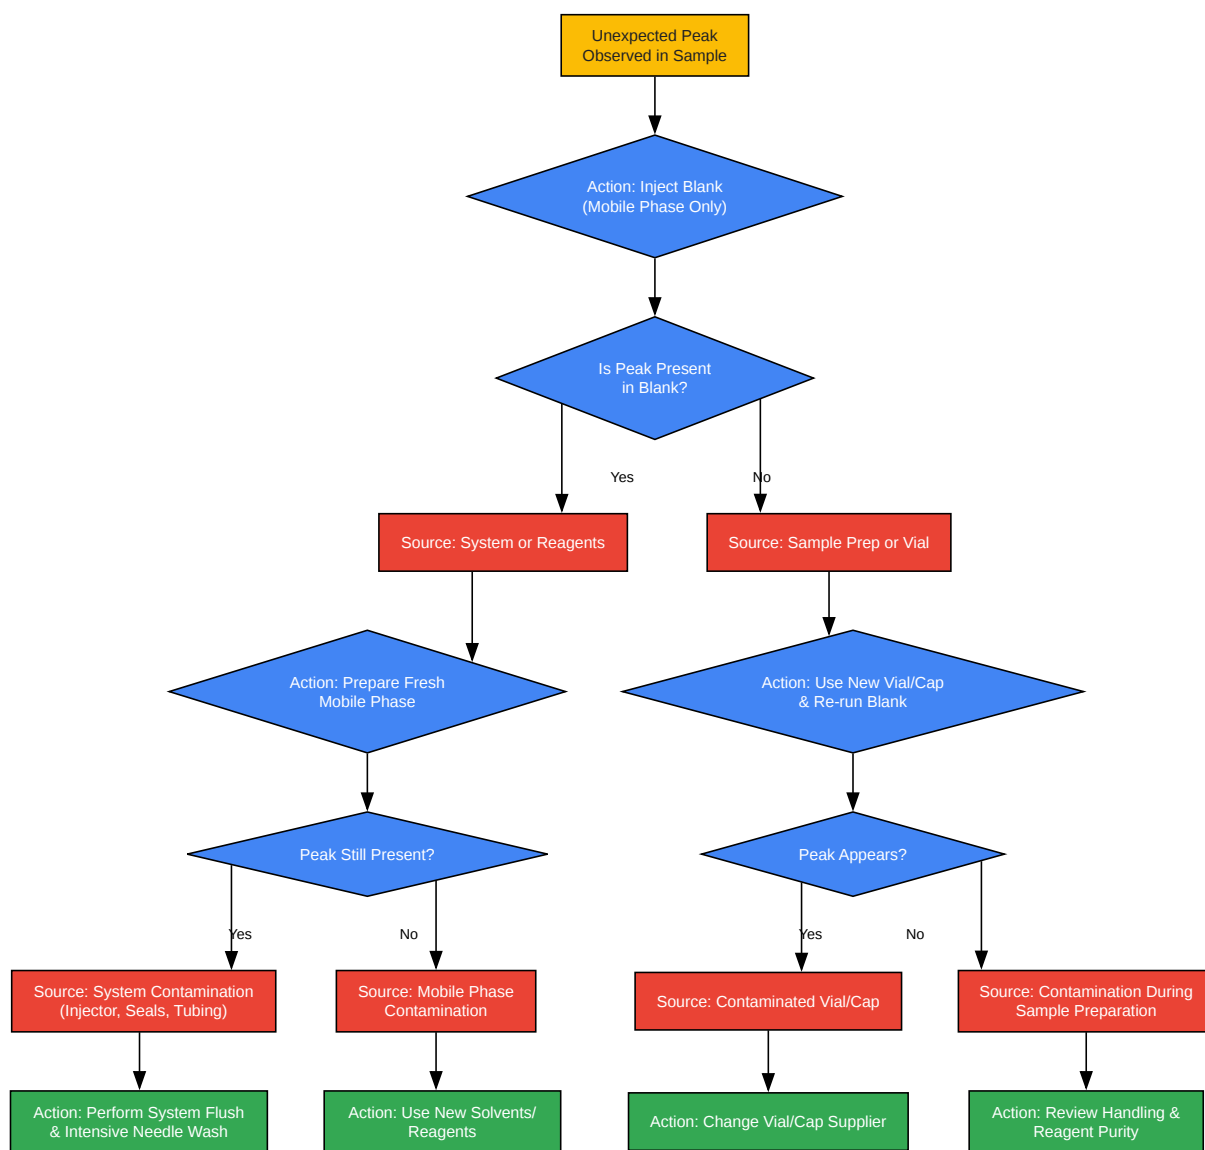 Unexpected Peak
Observed in Sample
Action: Inject Blank
(Mobile Phase Only)
Is Peak Present
in Blank?
Yes
No
Source: System or Reagents
Source: Sample Prep or Vial
Action: Prepare Fresh
Mobile Phase
Action: Use New Vial/Cap
& Re-run Blank
Peak Still Present?
Peak Appears?
Yes
No
Yes
No
Source: System Contamination
(Injector, Seals, Tubing)
Source: Mobile Phase
Contamination
Source: Contaminated Vial/Cap
Source: Contamination During
Sample Preparation
Action: Perform System Flush
& Intensive Needle Wash
Action: Use New Solvents/
Reagents
Action: Change Vial/Cap Supplier
Action: Review Handling &
Reagent Purity